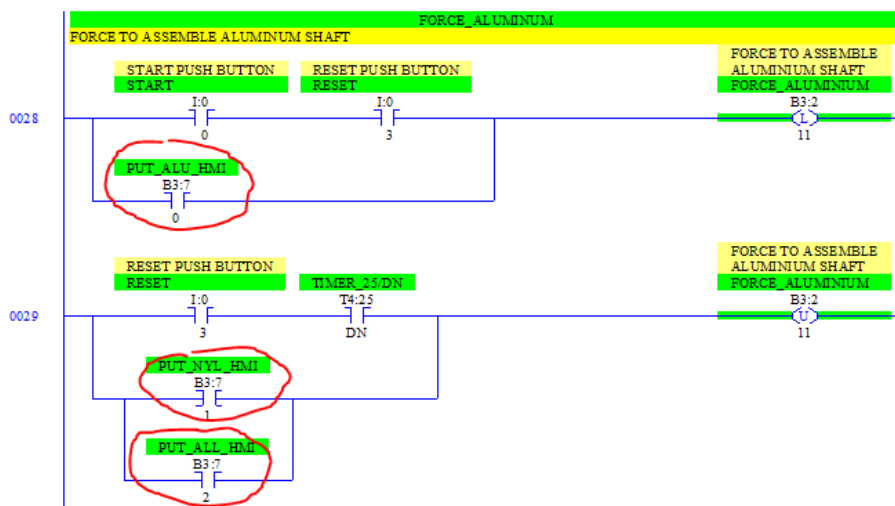 FORCE_ALUMINUM
FORCE TO ASSEMBLE ALUMINUM SHAFT
START PUSH BUTTON
START
I:0
0
RESET PUSH BUTTON
RESET
I:0
3
FORCE TO ASSEMBLE
ALUMINIUM SHAFT
FORCE_ALUMINIUM
B3:2
L
11
0028
PUT_ALU_HMI
B3:7
0
RESET PUSH BUTTON
RESET
I:0
3
TIMER_25/DN
T4:25
DN
FORCE TO ASSEMBLE
ALUMINIUM SHAFT
FORCE_ALUMINIUM
B3:2
U
11
0029
PUT_NYL_HMI
B3:7
1
PUT_ALL_HMI
B3:7
2